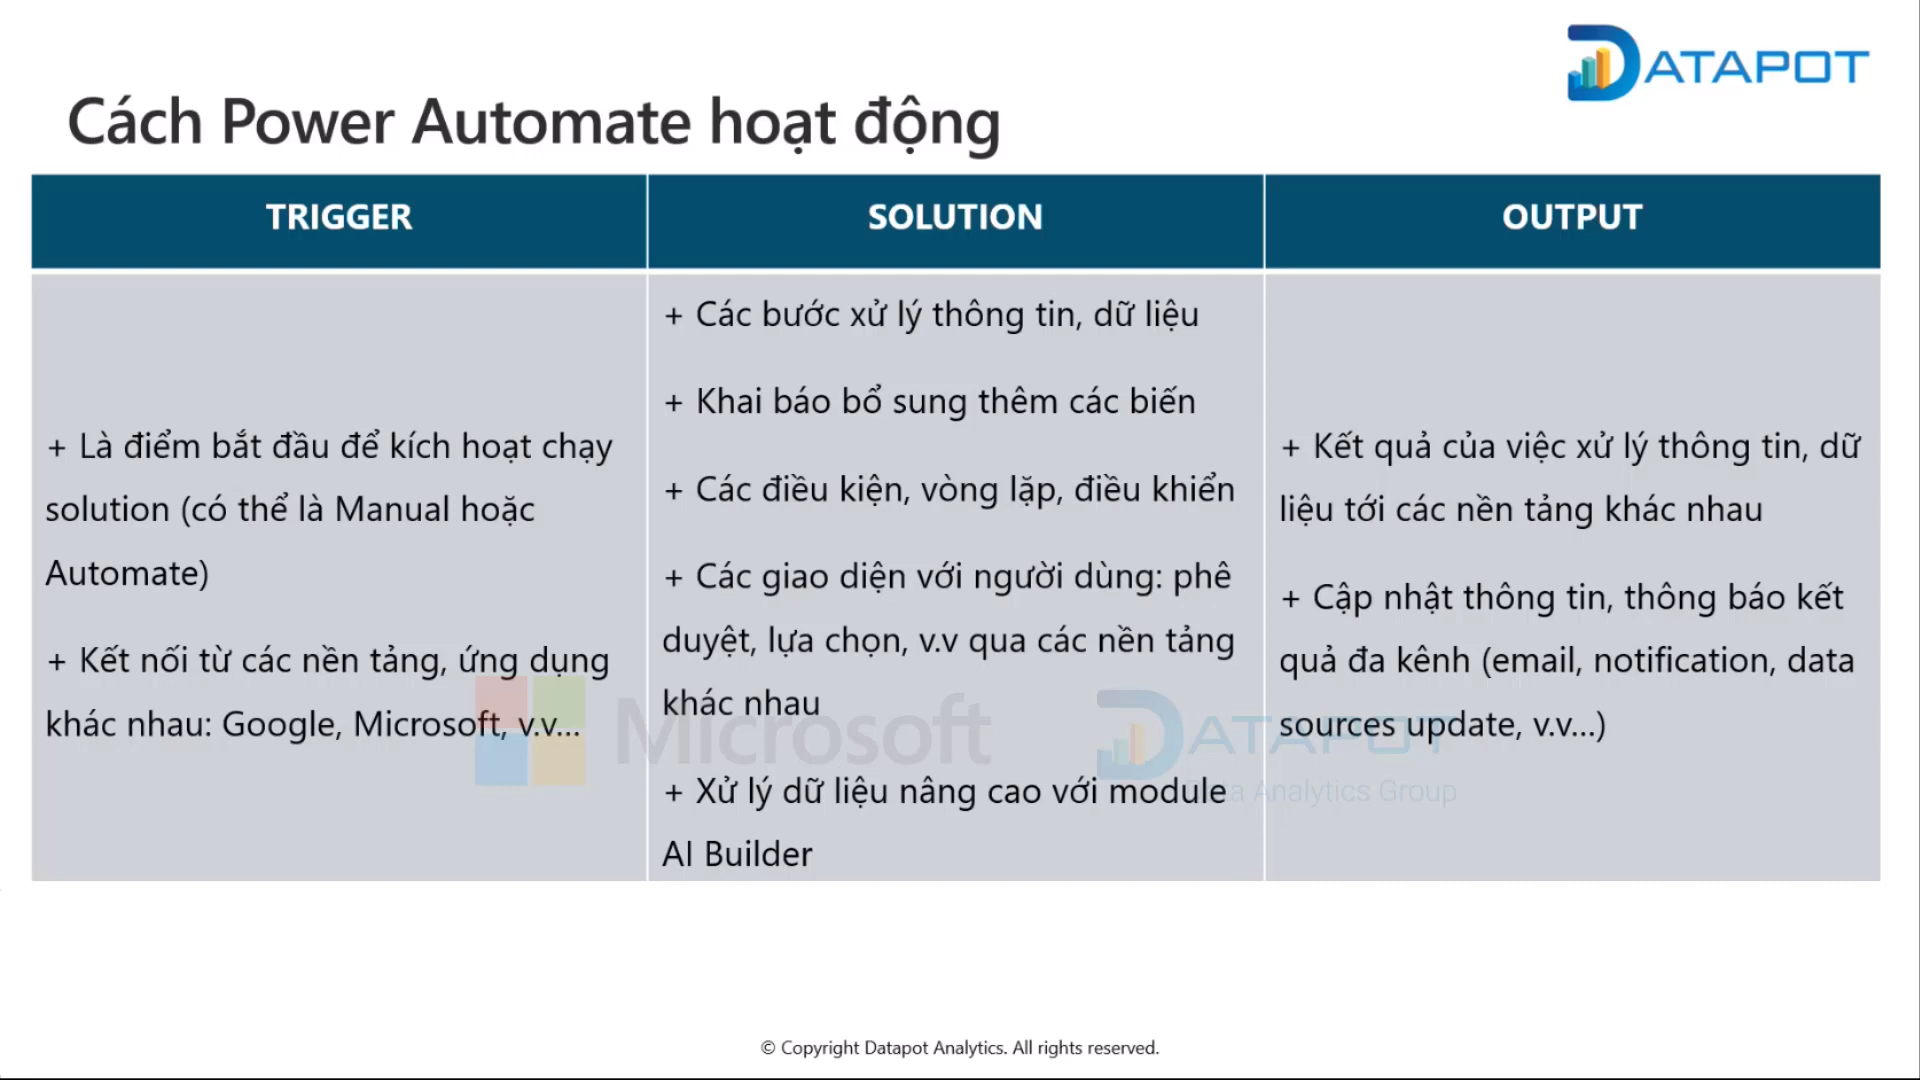 DATAPOT
Cách Power Automate hoạt động
TRIGGER
SOLUTION
OUTPUT
+ Là điểm bắt đầu để kích hoạt chạy
solution (có thể là Manual hoặc
Automate)
+ Kết nối từ các nền tảng, ứng dụng
khác nhau: Google, Microsoft, v.v...
+ Các bước xử lý thông tin, dữ liệu
+ Khai báo bổ sung thêm các biến
+ Các điều kiện, vòng lặp, điều khiển
+ Các giao diện với người dùng: phê
duyệt, lựa chọn, v.v qua các nền tảng
khác nhau
+ Xử lý dữ liệu nâng cao với module
AI Builder
+ Kết quả của việc xử lý thông tin, dữ
liệu tới các nền tảng khác nhau
+ Cập nhật thông tin, thông báo kết
quả đa kênh (email, notification, data
sources update, v.v...)
Microsoft
DATAPOT
Analytics Group
© Copyright Datapot Analytics. All rights reserved.